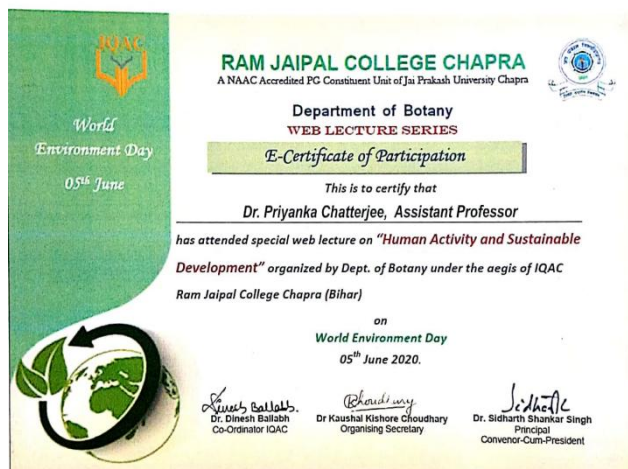 IQAC
RAM JAIPAL COLLEGE CHAPRA
A NAAC Accredited PG Constituent Unit of Jai Prakash University Chapra
Department of Botany
WEB LECTURE SERIES
E-Certificate of Participation
World
Environment Day
05th June
This is to certify that
Dr. Priyanka Chatterjee, Assistant Professor
has attended special web lecture on "Human Activity and Sustainable
Development" organized by Dept. of Botany under the aegis of IQAC
Ram Jaipal College Chapra (Bihar)
on
World Environment Day
05th June 2020.
Dinesh Ballabh.
Dr. Dinesh Ballabh
Co-Ordinator IQAC
Dr Kaushal Kishore Choudhary
Organising Secretary
Dr. Sidharth Shankar Singh
Principal
Convenor-Cum-President